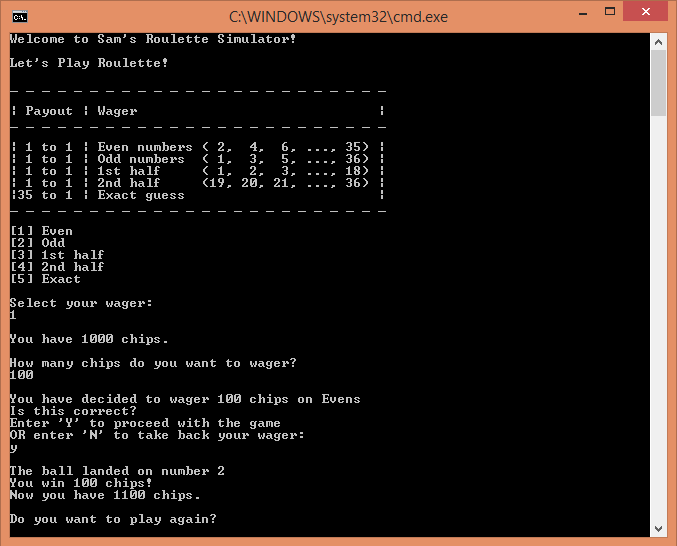 C:\WINDOWS\system32\cmd.exe
Welcome to Sam's Roulette Simulator!
Let's Play Roulette!
_ _ _ _ _ _ _ _ _ _ _ _ _ _ _ _ _ _ _ _ _ _ _ _
| Payout | Wager |
- - - - - - - - - - - - - - - - - - - - - - - -
| 1 to 1 | Even numbers ( 2, 4, 6, ..., 35) |
| 1 to 1 | Odd numbers ( 1, 3, 5, ..., 36) |
| 1 to 1 | 1st half ( 1, 2, 3, ..., 18) |
| 1 to 1 | 2nd half (19, 20, 21, ..., 36) |
|35 to 1 | Exact guess |
_ _ _ _ _ _ _ _ _ _ _ _ _ _ _ _ _ _ _ _ _ _ _ _
[1] Even
[2] Odd
[3] 1st half
[4] 2nd half
[5] Exact
Select your wager:
1
You have 1000 chips.
How many chips do you want to wager?
100
You have decided to wager 100 chips on Evens
Is this correct?
Enter 'Y' to proceed with the game
OR enter 'N' to take back your wager:
y
The ball landed on number 2
You win 100 chips!
Now you have 1100 chips.
Do you want to play again?